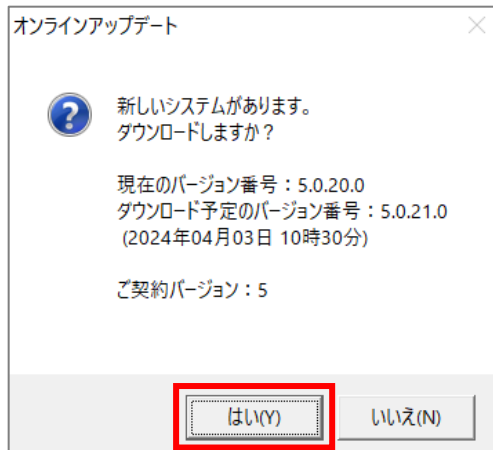 オンラインアップデート
新しいシステムがあります。
ダウンロードしますか？
現在のバージョン番号：5.0.20.0
ダウンロード予定のバージョン番号：5.0.21.0
(2024年04月03日 10時30分)
ご契約バージョン：5
はい(Y)
いいえ(N)